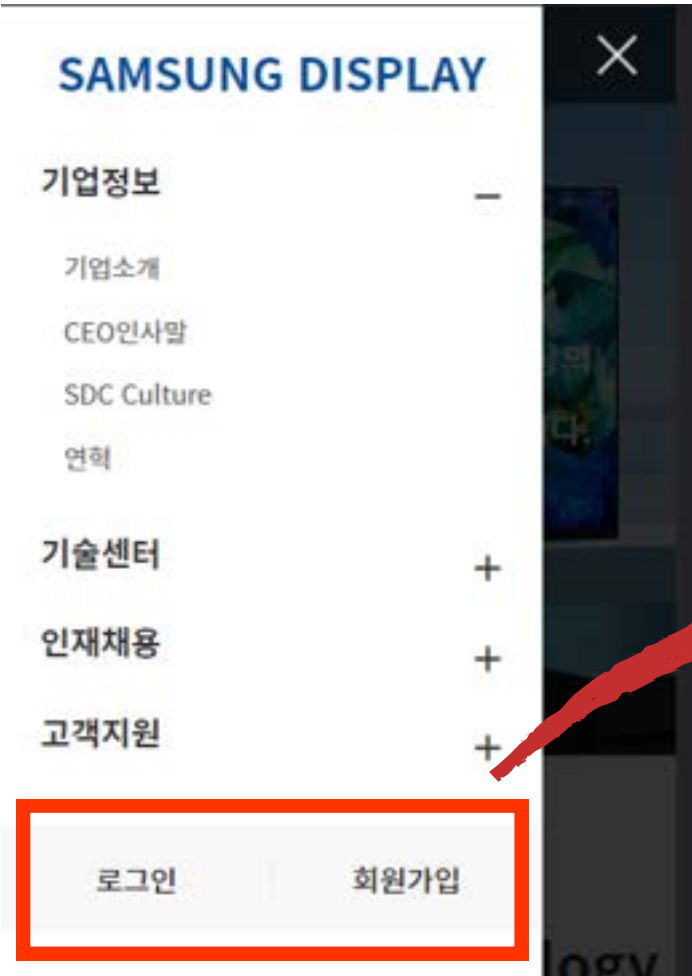 SAMSUNG DISPLAY
기업정보
기업소개
CEO인사말
SDC Culture
연혁
기술센터
인재채용
고객지원
로그인 회원가입
다.
logy